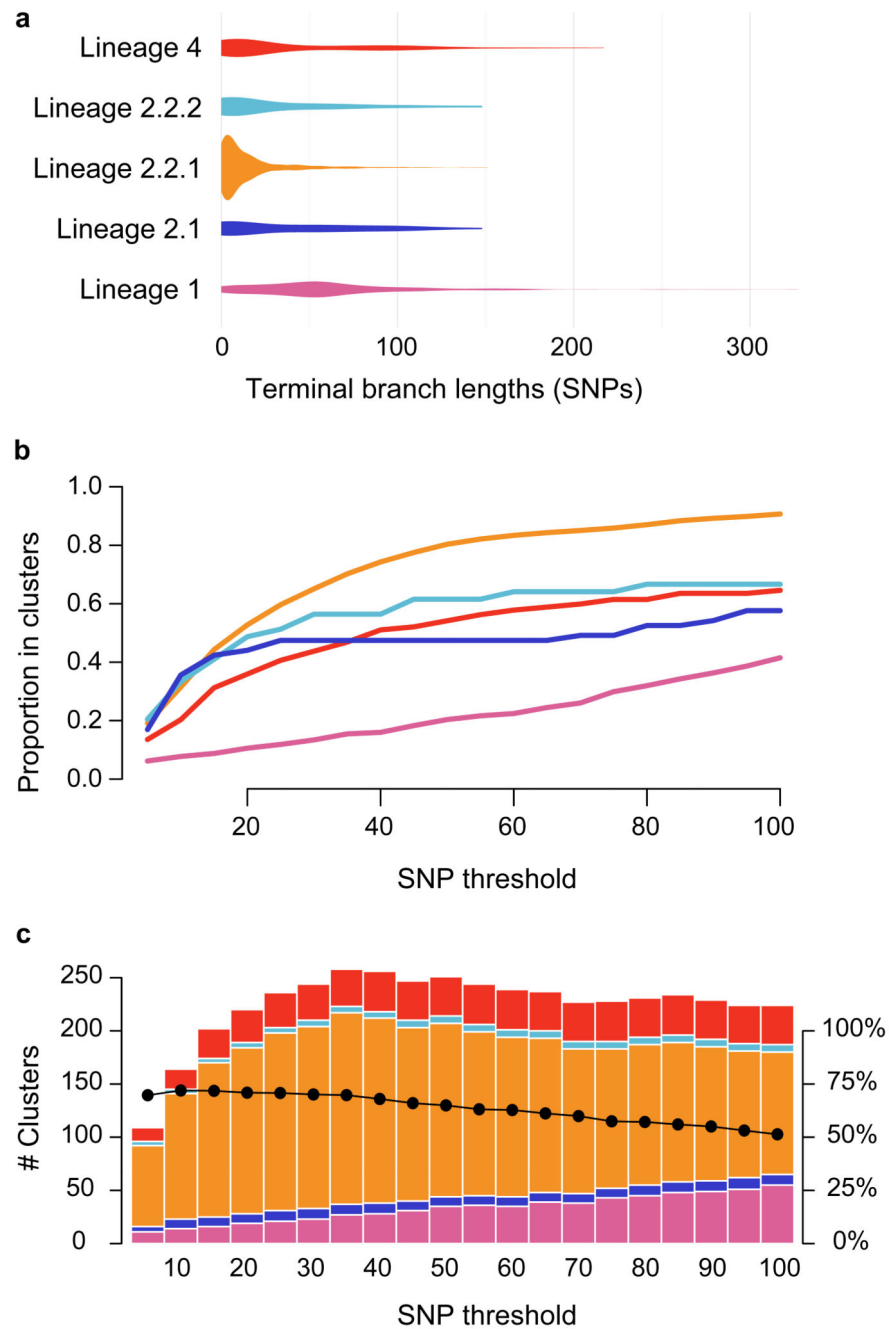 a
Lineage 4
Lineage 2.2.2
Lineage 2.2.1
Lineage 2.1
Lineage 1
0 100 200 300
Terminal branch lengths (SNPs)
b
Proportion in clusters
1.0
0.8
0.6
0.4
0.2
0.0
20 40 60 80 100
SNP threshold
c
# Clusters
250
200 100%
150 75%
100 50%
50 25%
0 0%
10 20 30 40 50 60 70 80 90 100
SNP threshold